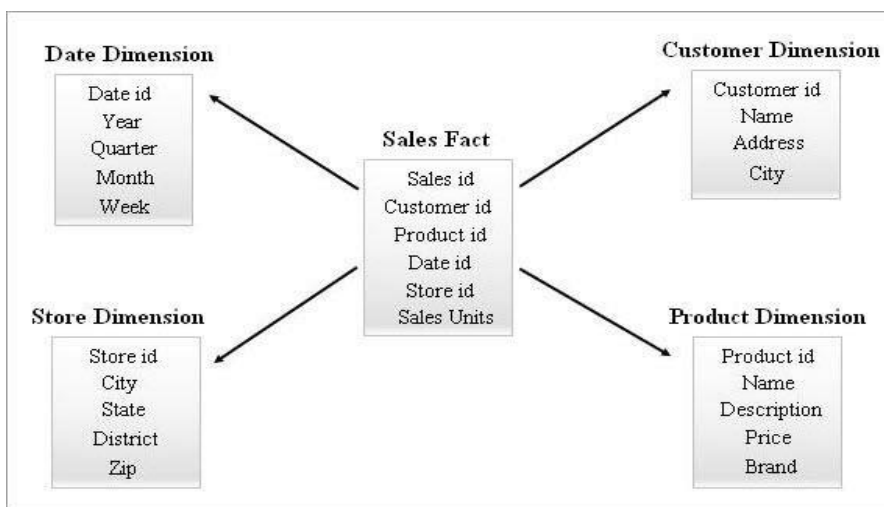 Date Dimension
Date id
Year
Quarter
Month
Week
Customer Dimension
Customer id
Name
Address
City
Sales Fact
Sales id
Customer id
Product id
Date id
Store id
Sales Units
Store Dimension
Store id
City
State
District
Zip
Product Dimension
Product id
Name
Description
Price
Brand